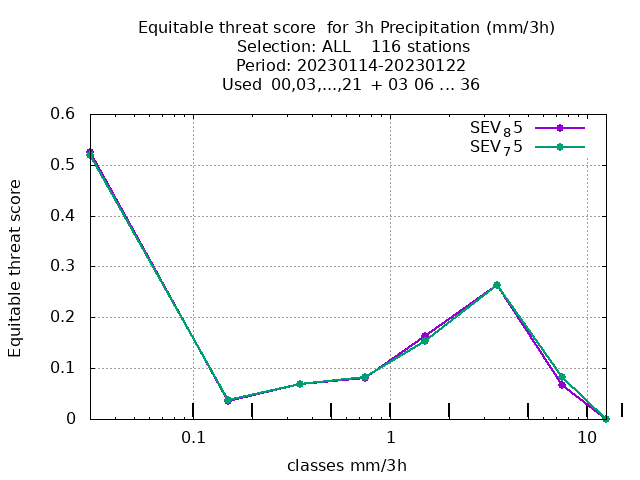 Equitable threat score  for 3h Precipitation (mm/3h)
Selection: ALL    116 stations
Period: 20230114-20230122
Used  00,03,...,21  + 03 06 ... 36
SEV₈5
SEV₇5
0.6
0.5
0.4
0.3
0.2
0.1
0
Equitable threat score
0.1 1 10
classes mm/3h